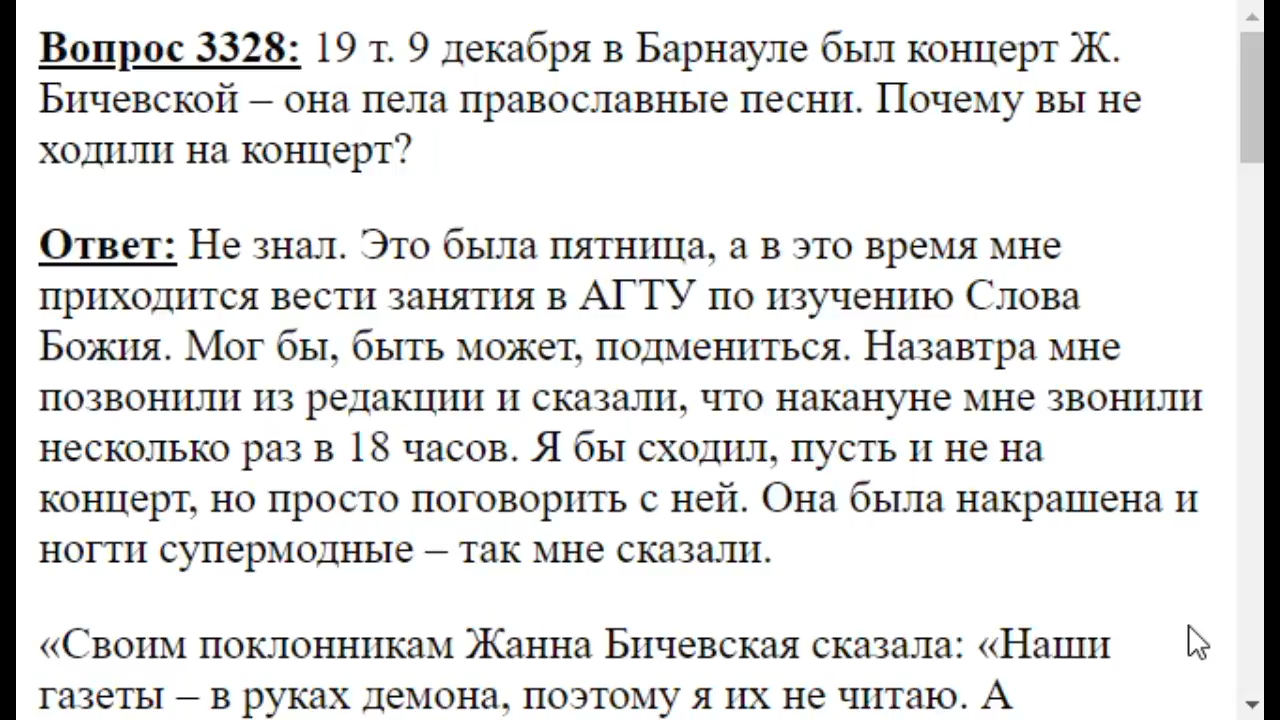 Вопрос 3328: 19 т. 9 декабря в Барнауле был концерт Ж.
Бичевской – она пела православные песни. Почему вы не
ходили на концерт?
Ответ: Не знал. Это была пятница, а в это время мне
приходится вести занятия в АГТУ по изучению Слова
Божия. Мог бы, быть может, подмениться. Назавтра мне
позвонили из редакции и сказали, что накануне мне звонили
несколько раз в 18 часов. Я бы сходил, пусть и не на
концерт, но просто поговорить с ней. Она была накрашена и
ногти супермодные – так мне сказали.
«Своим поклонникам Жанна Бичевская сказала: «Наши
газеты – в руках демона, поэтому я их не читаю. А